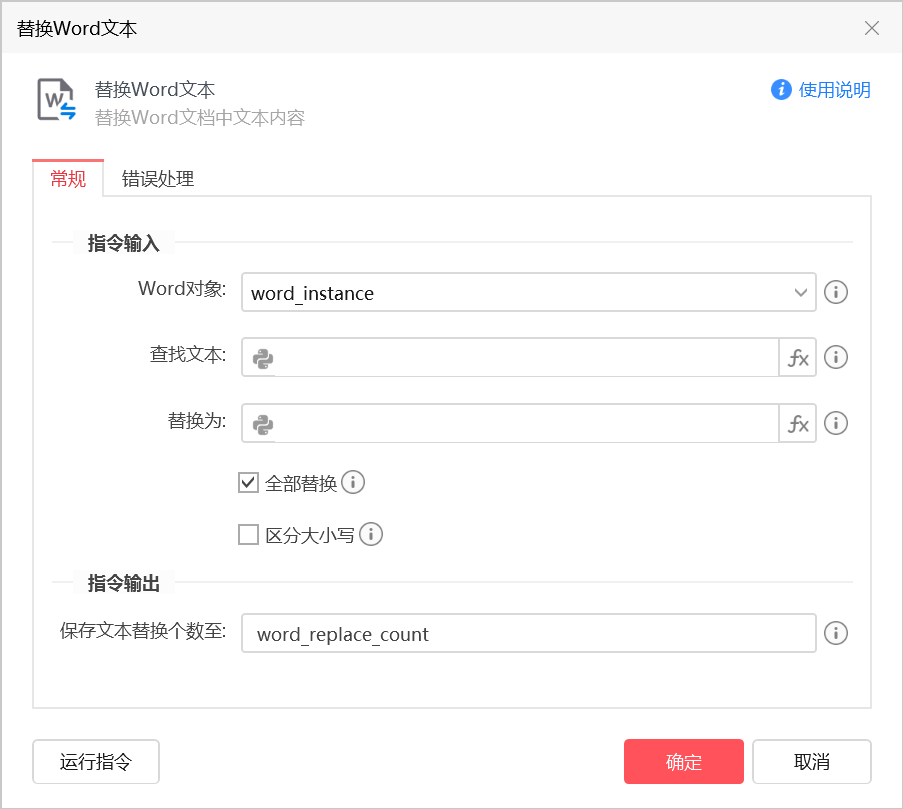 替换Word文本
替换Word文本
使用说明
替换Word文档中文本内容
常规 错误处理
指令输入
Word对象: word_instance
查找文本: fx
替换为: fx
全部替换
区分大小写
指令输出
保存文本替换个数至: word_replace_count
运行指令 确定 取消